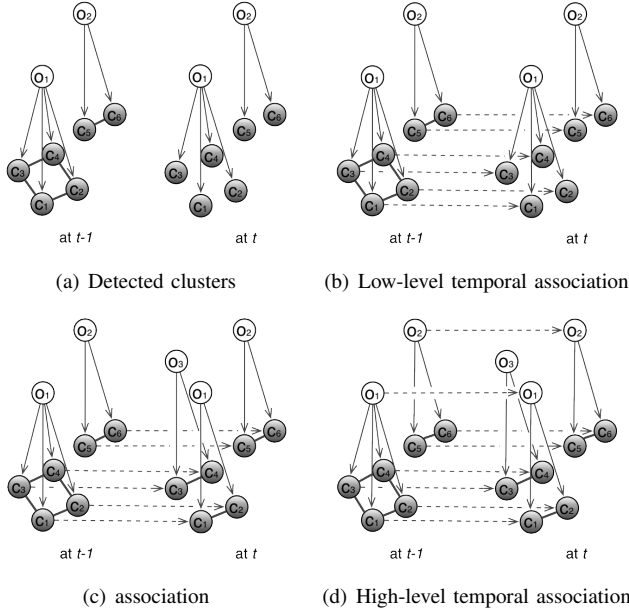 O2 O2 O2 O2
O1 O1 O1 O1
C6 C6 C6 C6
C5 C5 C5 C5
C4 C4 C4 C4
C3 C3 C3 C3
C2 C2 C2 C2
C1 C1 C1 C1
at t-1 at t at t-1 at t
(a) Detected clusters (b) Low-level temporal association
O2 O2 O2 O2
O3 O3
O1 O1 O1 O1
C6 C6 C6 C6
C5 C5 C5 C5
C4 C4 C4 C4
C3 C3 C3 C3
C2 C2 C2 C2
C1 C1 C1 C1
at t-1 at t at t-1 at t
(c) association (d) High-level temporal association